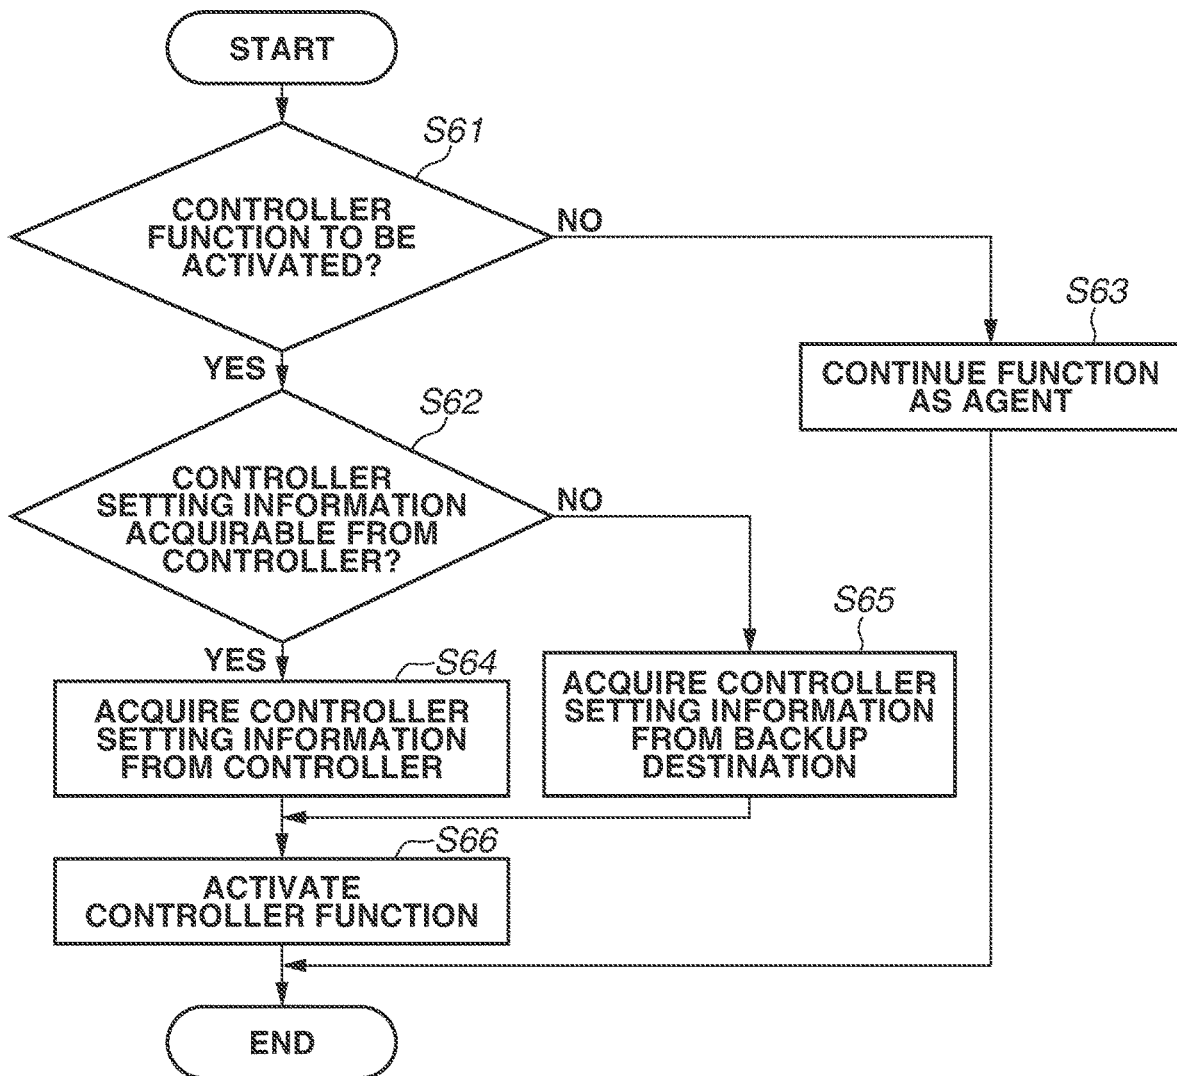 START
S61
CONTROLLER
FUNCTION TO BE
ACTIVATED?
NO
YES
S63
CONTINUE FUNCTION
AS AGENT
S62
CONTROLLER
SETTING INFORMATION
ACQUIRABLE FROM
CONTROLLER?
NO
YES
S65
ACQUIRE CONTROLLER
SETTING INFORMATION
FROM BACKUP
DESTINATION
S64
ACQUIRE CONTROLLER
SETTING INFORMATION
FROM CONTROLLER
S66
ACTIVATE
CONTROLLER FUNCTION
END